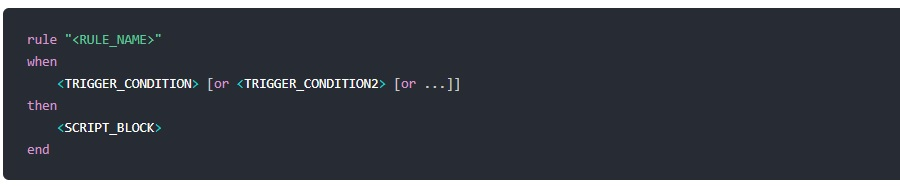 rule "<RULE_NAME>"
when
<TRIGGER_CONDITION> [or <TRIGGER_CONDITION2> [or ...]]
then
<SCRIPT_BLOCK>
end